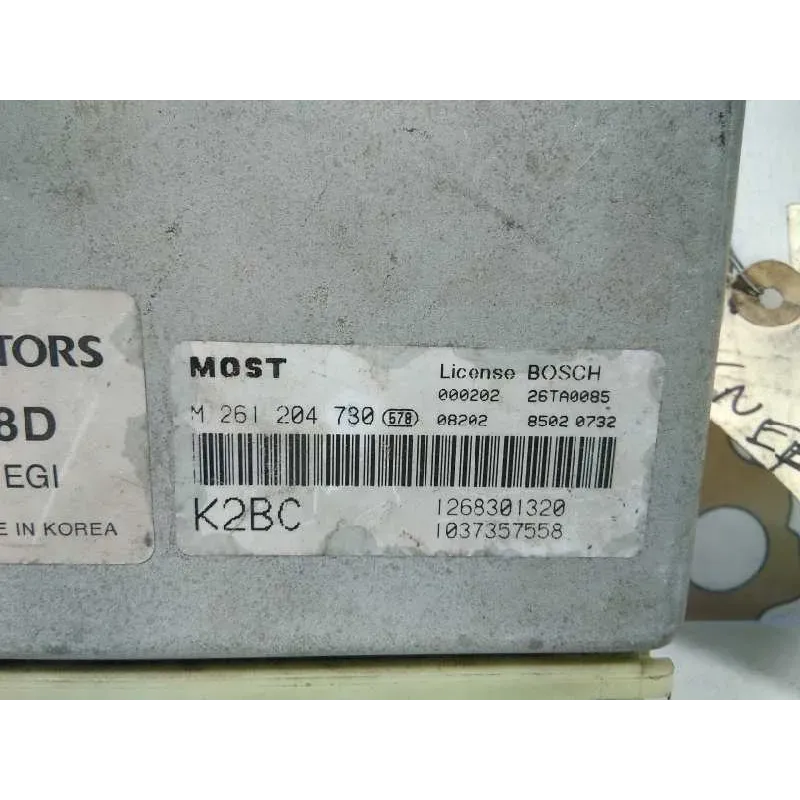 TORS
8D
EGI
E IN KOREA
MOST License BOSCH
000202 26TA0085
M 261 204 730 578 08202 8502 0732
K2BC 1268301320
1037357558